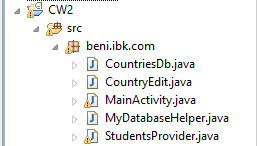 CW2
src
beni.ibk.com
CountriesDb.java
CountryEdit.java
MainActivity.java
MyDatabaseHelper.java
StudentsProvider.java